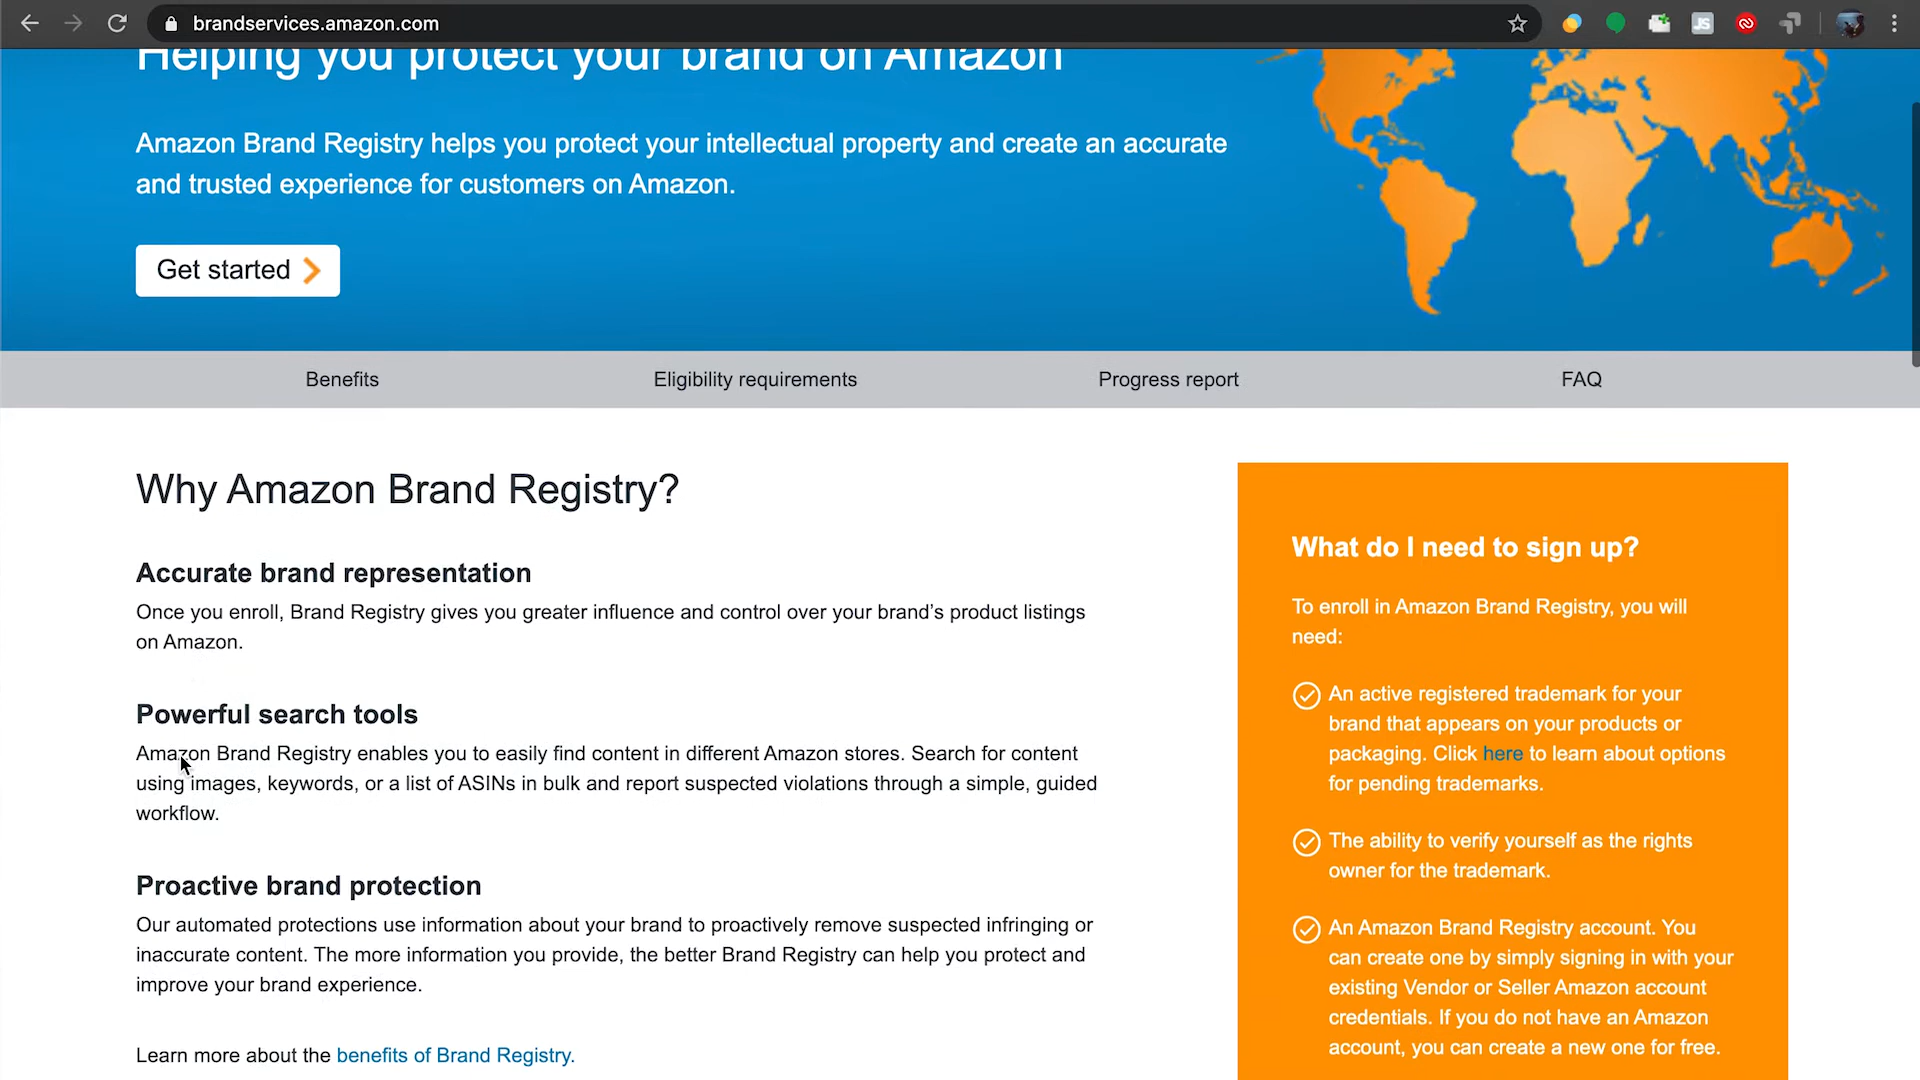 brandservices.amazon.com
JS
Helping you protect your brand on Amazon
Amazon Brand Registry helps you protect your intellectual property and create an accurate
and trusted experience for customers on Amazon.
Get started
Benefits
Eligibility requirements
Progress report
FAQ
Why Amazon Brand Registry?
Accurate brand representation
Once you enroll, Brand Registry gives you greater influence and control over your brand’s product listings
on Amazon.
Powerful search tools
Amazon Brand Registry enables you to easily find content in different Amazon stores. Search for content
using images, keywords, or a list of ASINs in bulk and report suspected violations through a simple, guided
workflow.
Proactive brand protection
Our automated protections use information about your brand to proactively remove suspected infringing or
inaccurate content. The more information you provide, the better Brand Registry can help you protect and
improve your brand experience.
Learn more about the benefits of Brand Registry.
What do I need to sign up?
To enroll in Amazon Brand Registry, you will
need:
An active registered trademark for your
brand that appears on your products or
packaging. Click here to learn about options
for pending trademarks.
The ability to verify yourself as the rights
owner for the trademark.
An Amazon Brand Registry account. You
can create one by simply signing in with your
existing Vendor or Seller Amazon account
credentials. If you do not have an Amazon
account, you can create a new one for free.